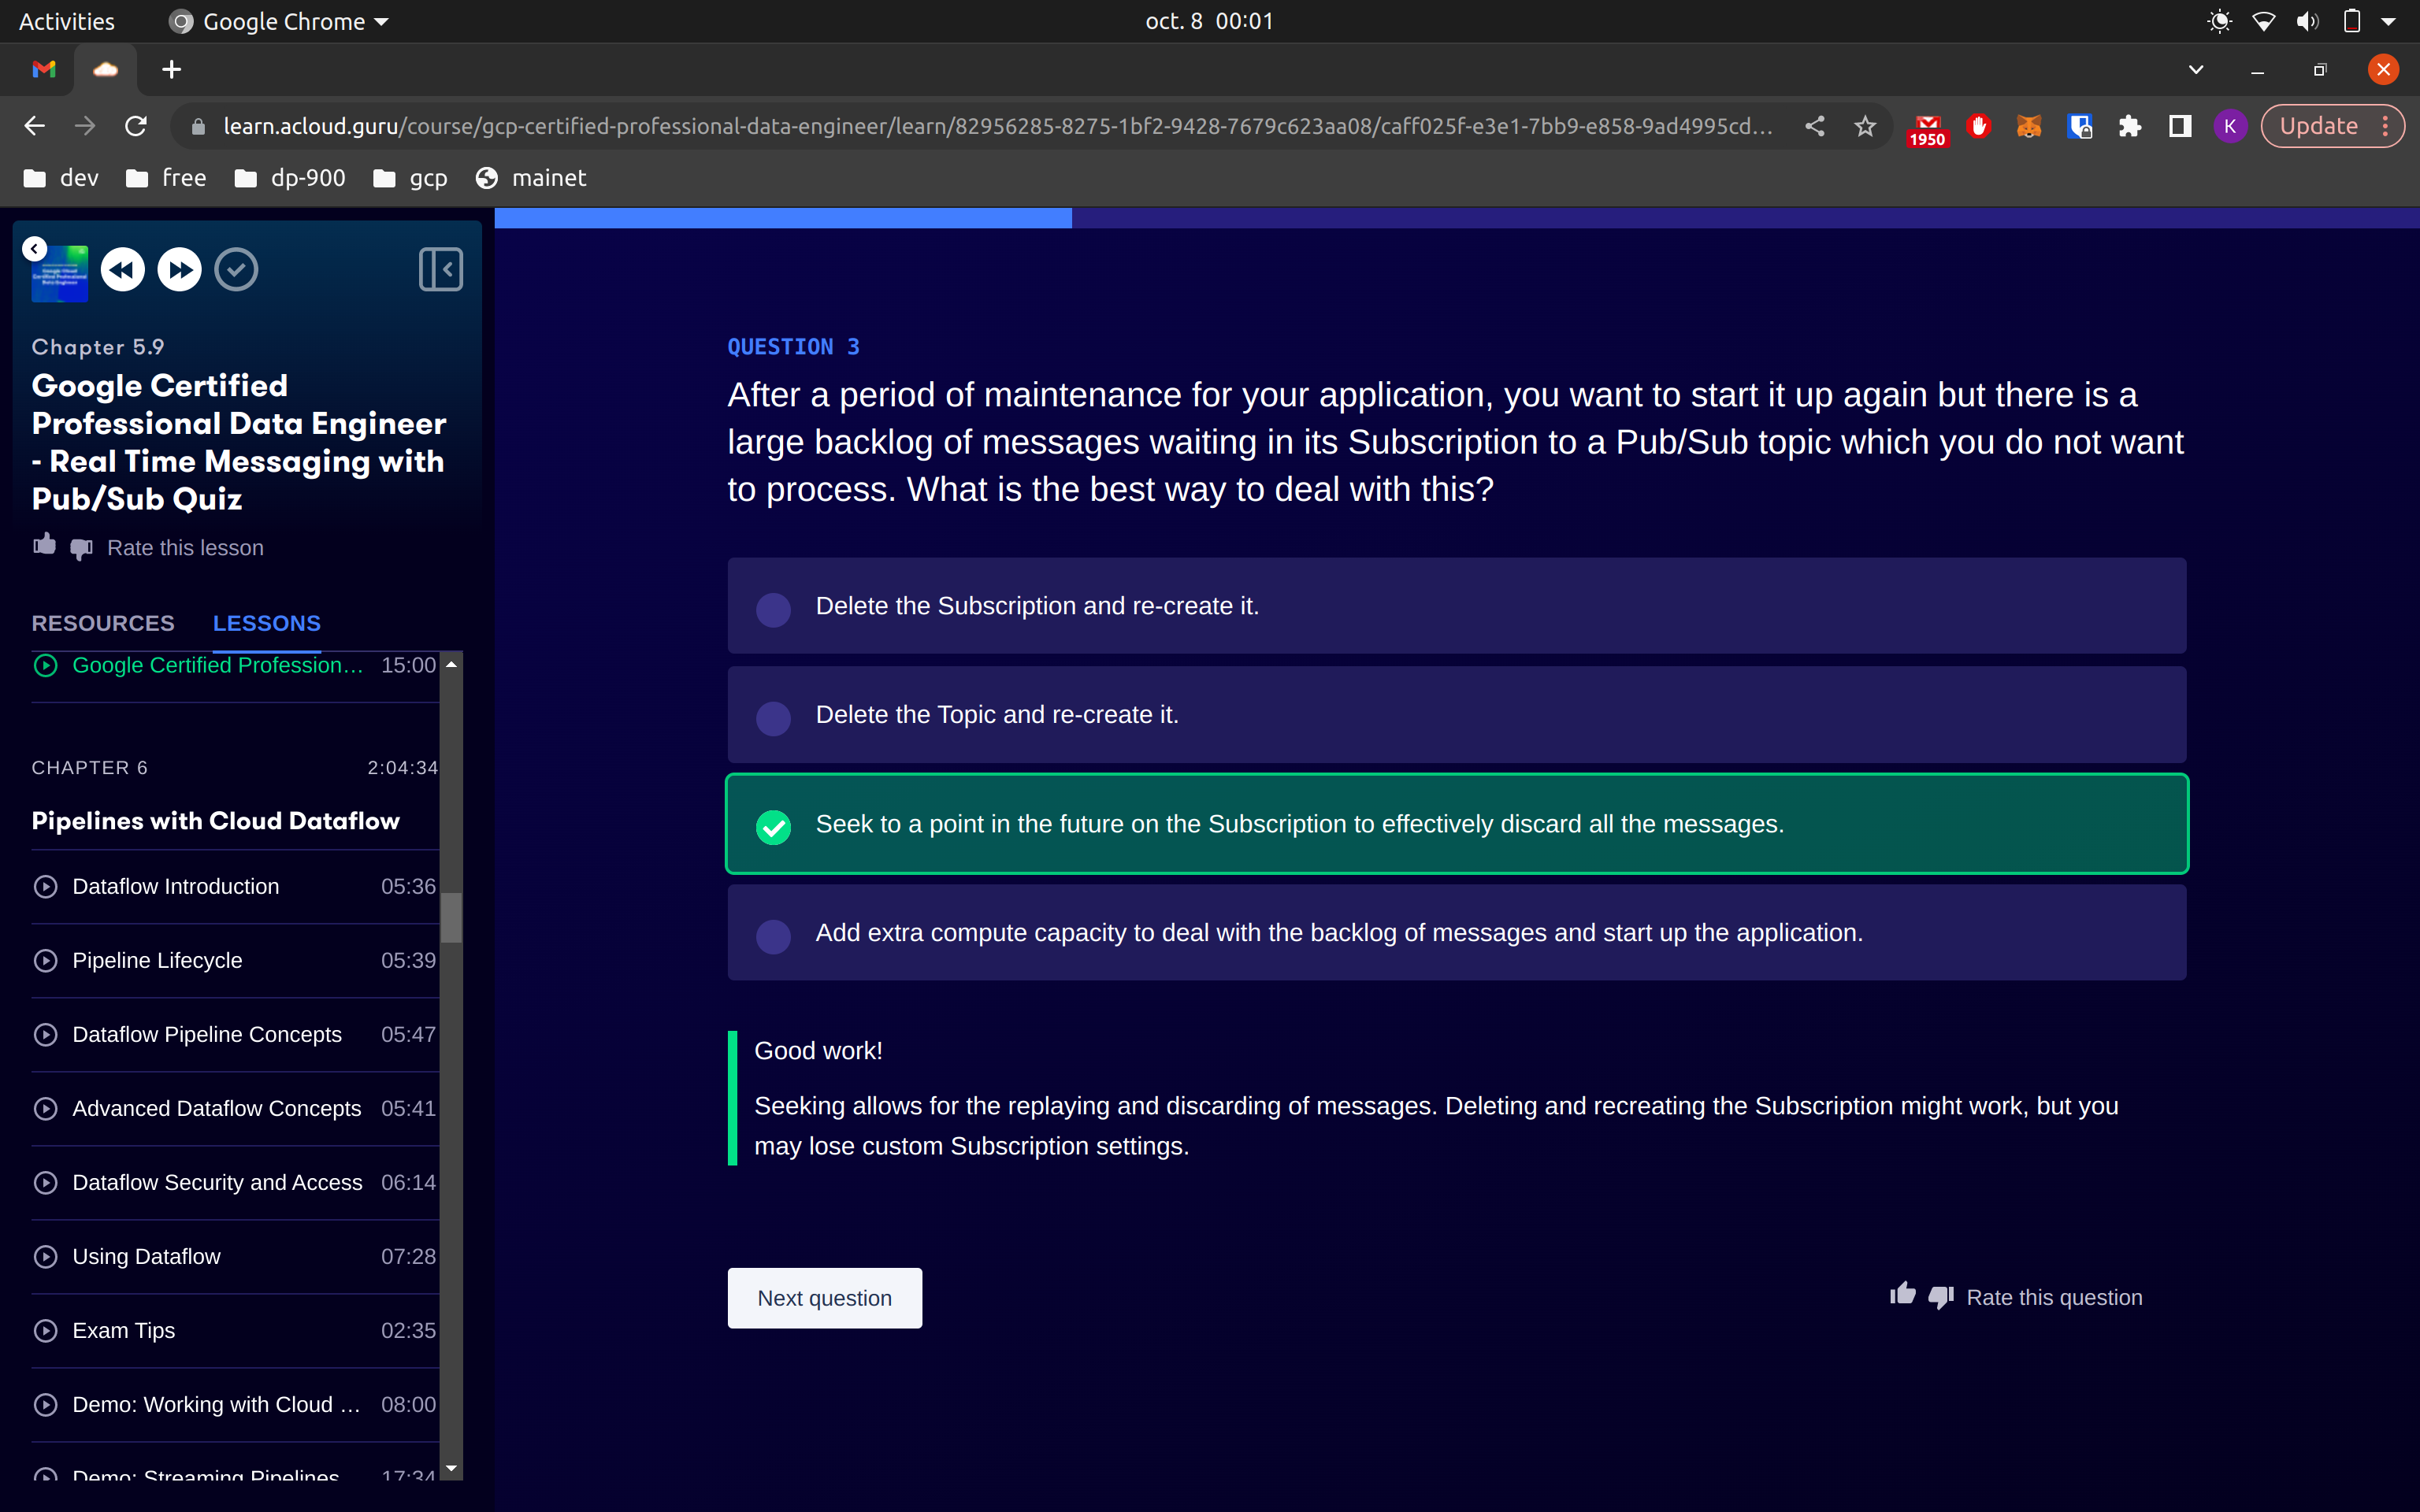 Activities
Google Chrome
oct. 8 00:01
learn.acloud.guru/course/gcp-certified-professional-data-engineer/learn/82956285-8275-1bf2-9428-7679c623aa08/caff025f-e3e1-7bb9-e858-9ad4995cd...
1950
K
Update
dev
free
dp-900
gcp
mainet
Chapter 5.9
Google Certified
Professional Data Engineer
- Real Time Messaging with
Pub/Sub Quiz
Rate this lesson
RESOURCES
LESSONS
Google Certified Profession... 15:00
CHAPTER 6 2:04:34
Pipelines with Cloud Dataflow
Dataflow Introduction 05:36
Pipeline Lifecycle 05:39
Dataflow Pipeline Concepts 05:47
Advanced Dataflow Concepts 05:41
Dataflow Security and Access 06:14
Using Dataflow 07:28
Exam Tips 02:35
Demo: Working with Cloud ... 08:00
Demo: Streaming Pipelines 17:34
QUESTION 3
After a period of maintenance for your application, you want to start it up again but there is a
large backlog of messages waiting in its Subscription to a Pub/Sub topic which you do not want
to process. What is the best way to deal with this?
Delete the Subscription and re-create it.
Delete the Topic and re-create it.
Seek to a point in the future on the Subscription to effectively discard all the messages.
Add extra compute capacity to deal with the backlog of messages and start up the application.
Good work!
Seeking allows for the replaying and discarding of messages. Deleting and recreating the Subscription might work, but you
may lose custom Subscription settings.
Next question
Rate this question